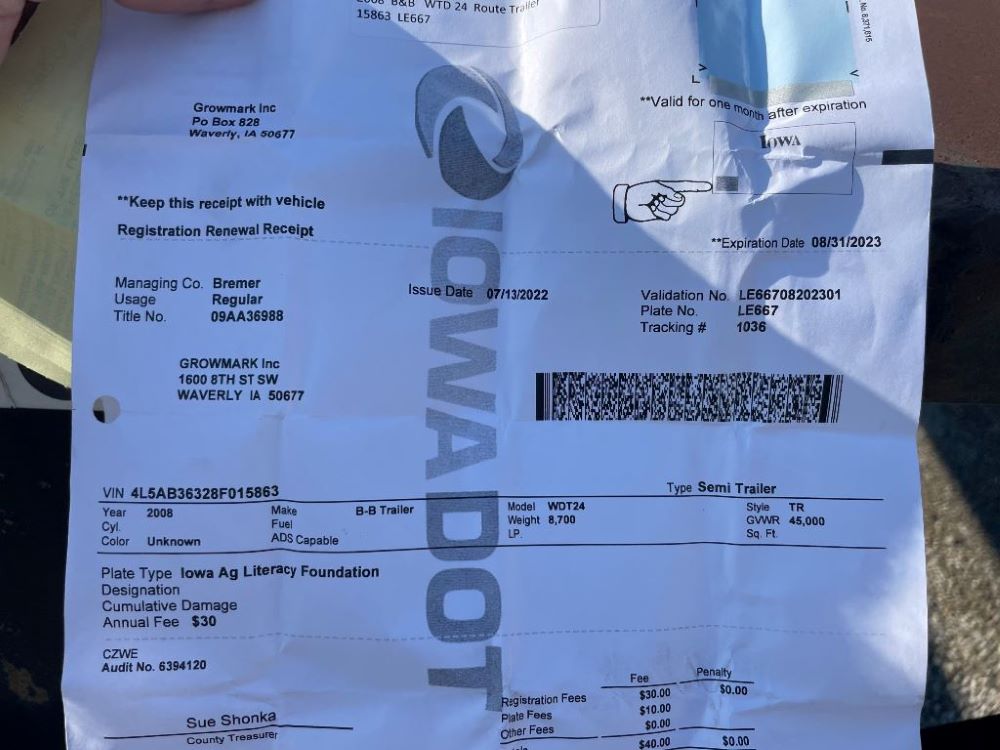 B&B WTD 24 Route Trailer
15863 LE667
No. 8,371,615
Growmark Inc
Po Box 828
Waverly, IA 50677
**Valid for one month after expiration
IOWA
**Keep this receipt with vehicle
Registration Renewal Receipt
**Expiration Date 08/31/2023
Managing Co. Bremer
Usage Regular
Title No. 09AA36988
Issue Date 07/13/2022
Validation No. LE66708202301
Plate No. LE667
Tracking # 1036
GROWMARK Inc
1600 8TH ST SW
WAVERLY IA 50677
IOWADOT
VIN 4L5AB36328F015863
Type Semi Trailer
Year 2008 Make B-B Trailer Model WDT24 Style TR
Cyl. Fuel Weight 8,700 GVWR 45,000
Color Unknown ADS Capable LP. Sq. Ft.
Plate Type Iowa Ag Literacy Foundation
Designation
Cumulative Damage
Annual Fee $30
CZWE
Audit No. 6394120
Fee Penalty
Registration Fees $30.00 $0.00
Plate Fees $10.00
Other Fees $0.00
$40.00 $0.00
Sue Shonka
County Treasurer